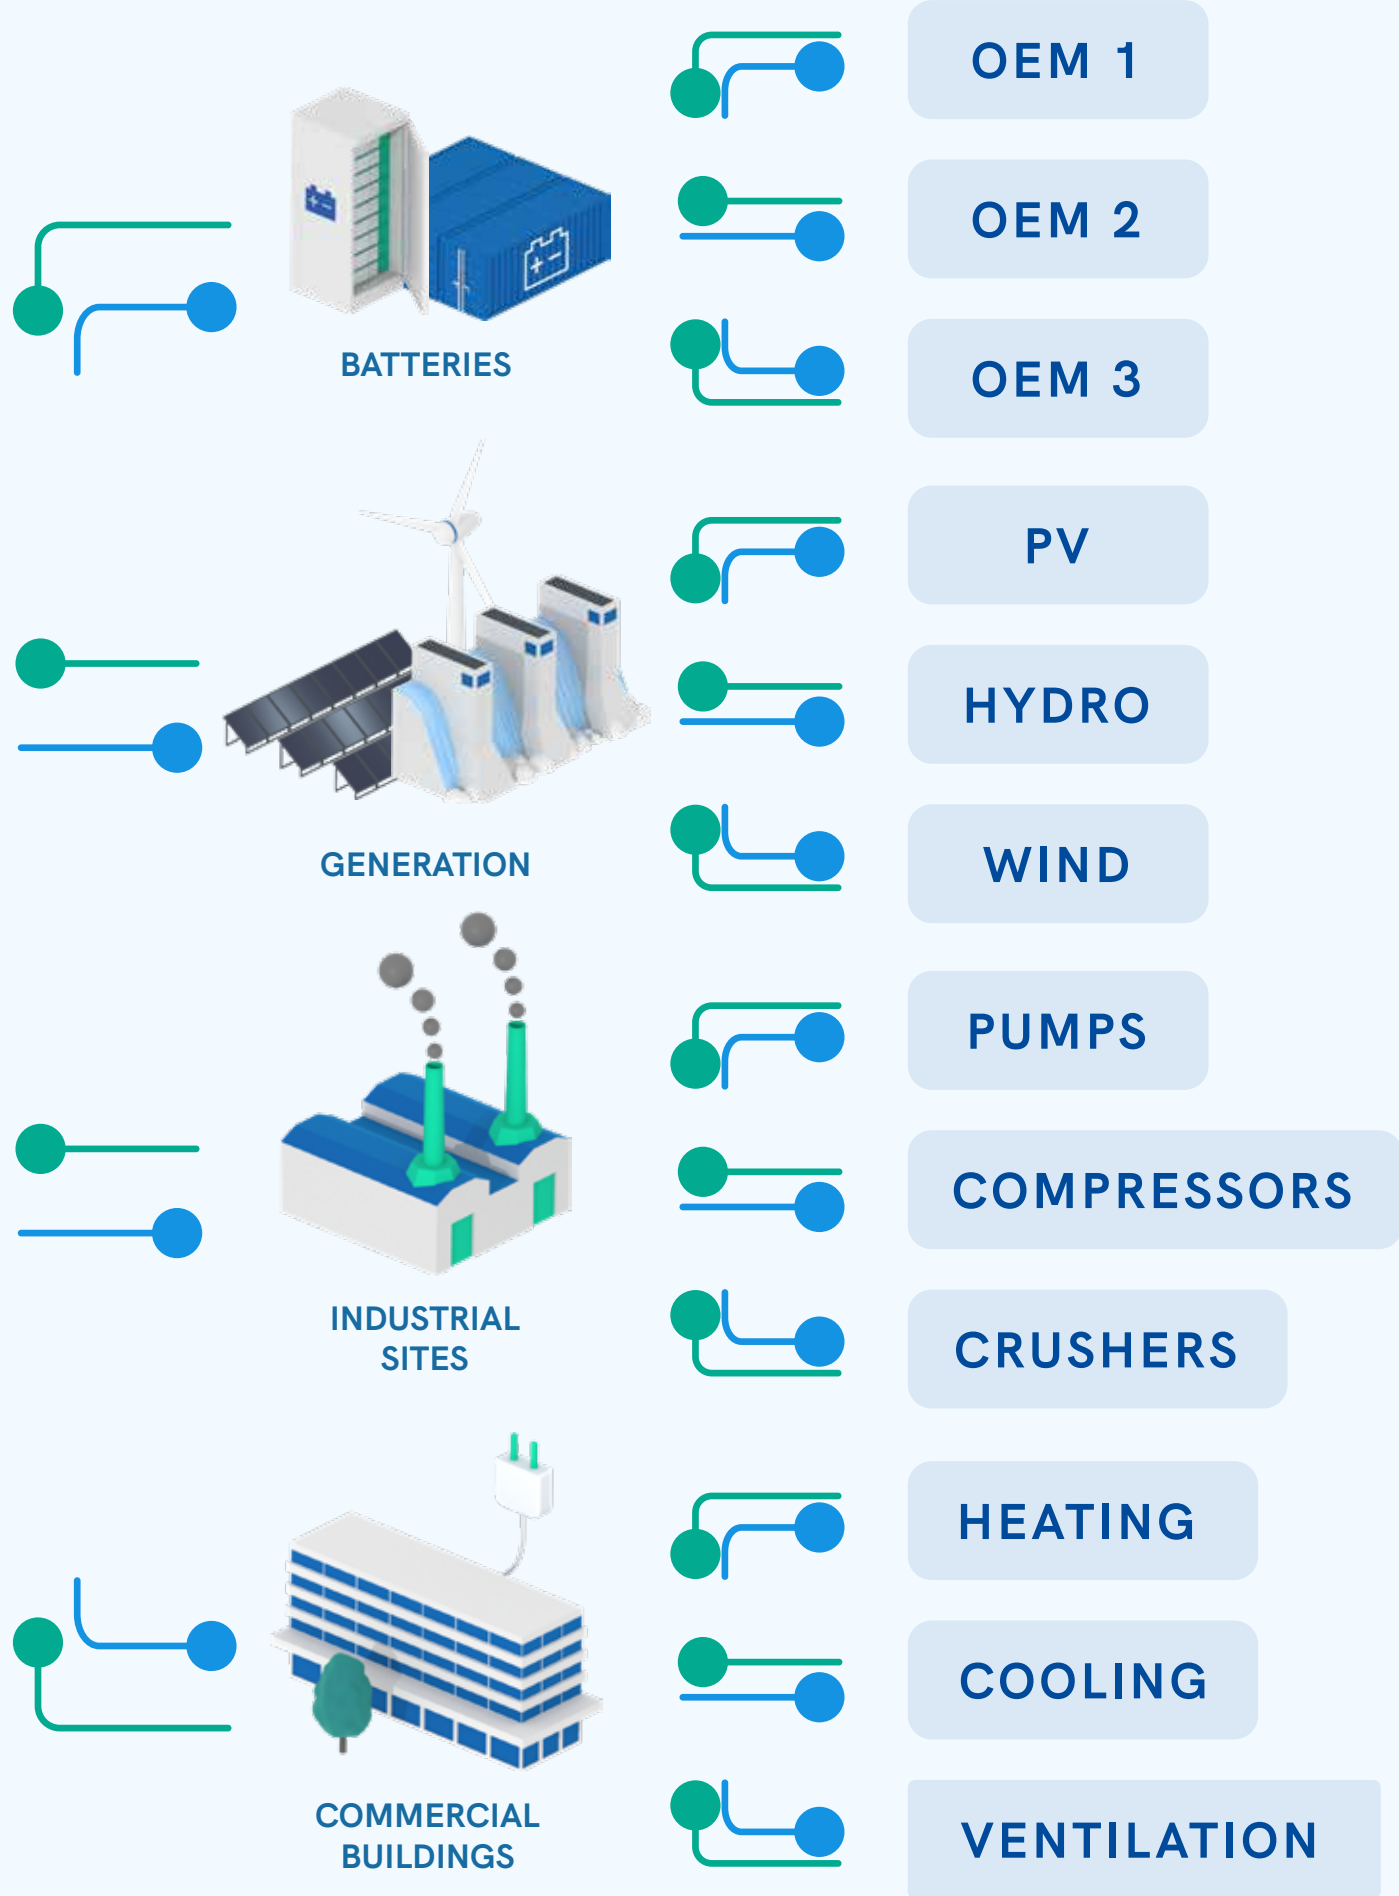 OEM 1
OEM 2
OEM 3
BATTERIES
PV
HYDRO
WIND
GENERATION
PUMPS
COMPRESSORS
CRUSHERS
INDUSTRIAL
SITES
HEATING
COOLING
VENTILATION
COMMERCIAL
BUILDINGS